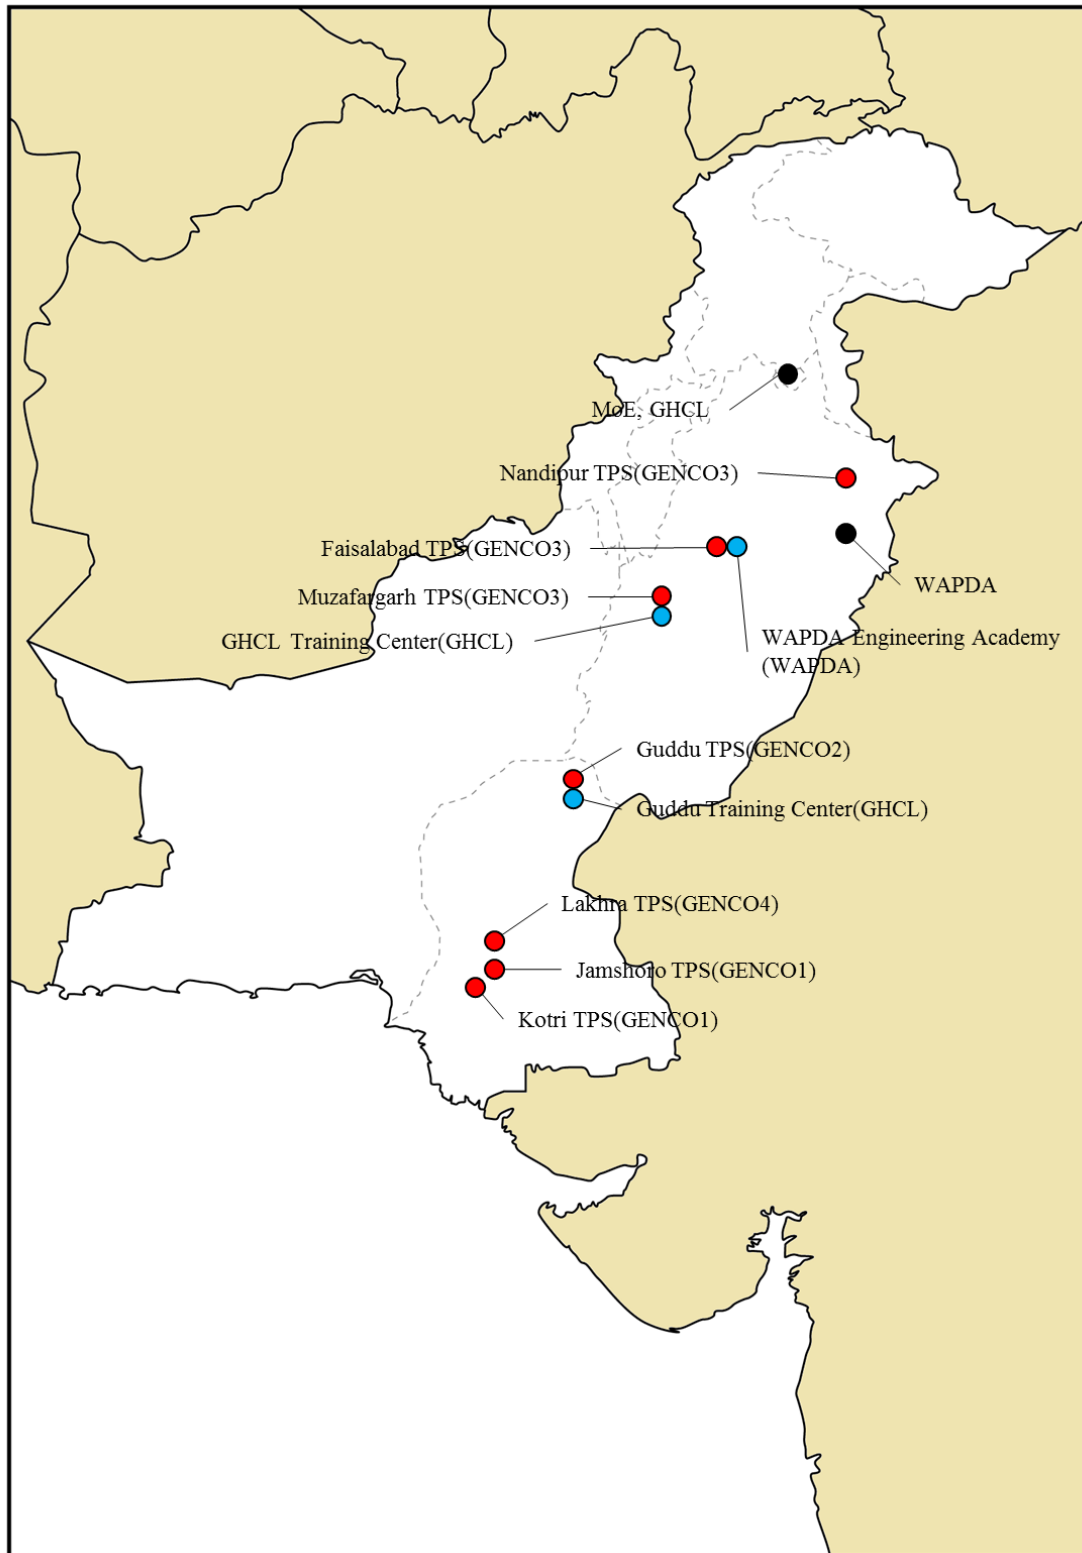 MoE, GHCL
Nandipur TPS(GENCO3)
Faisalabad TPS(GENCO3)
WAPDA
Muzafargarh TPS(GENCO3)
GHCL Training Center(GHCL)
WAPDA Engineering Academy
(WAPDA)
Guddu TPS(GENCO2)
Guddu Training Center(GHCL)
Lakhra TPS(GENCO4)
Jamshoro TPS(GENCO1)
Kotri TPS(GENCO1)